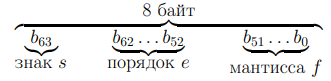 8 байт
b63 b62 ... b52 b51 ... b0
знак s порядок e мантисса f